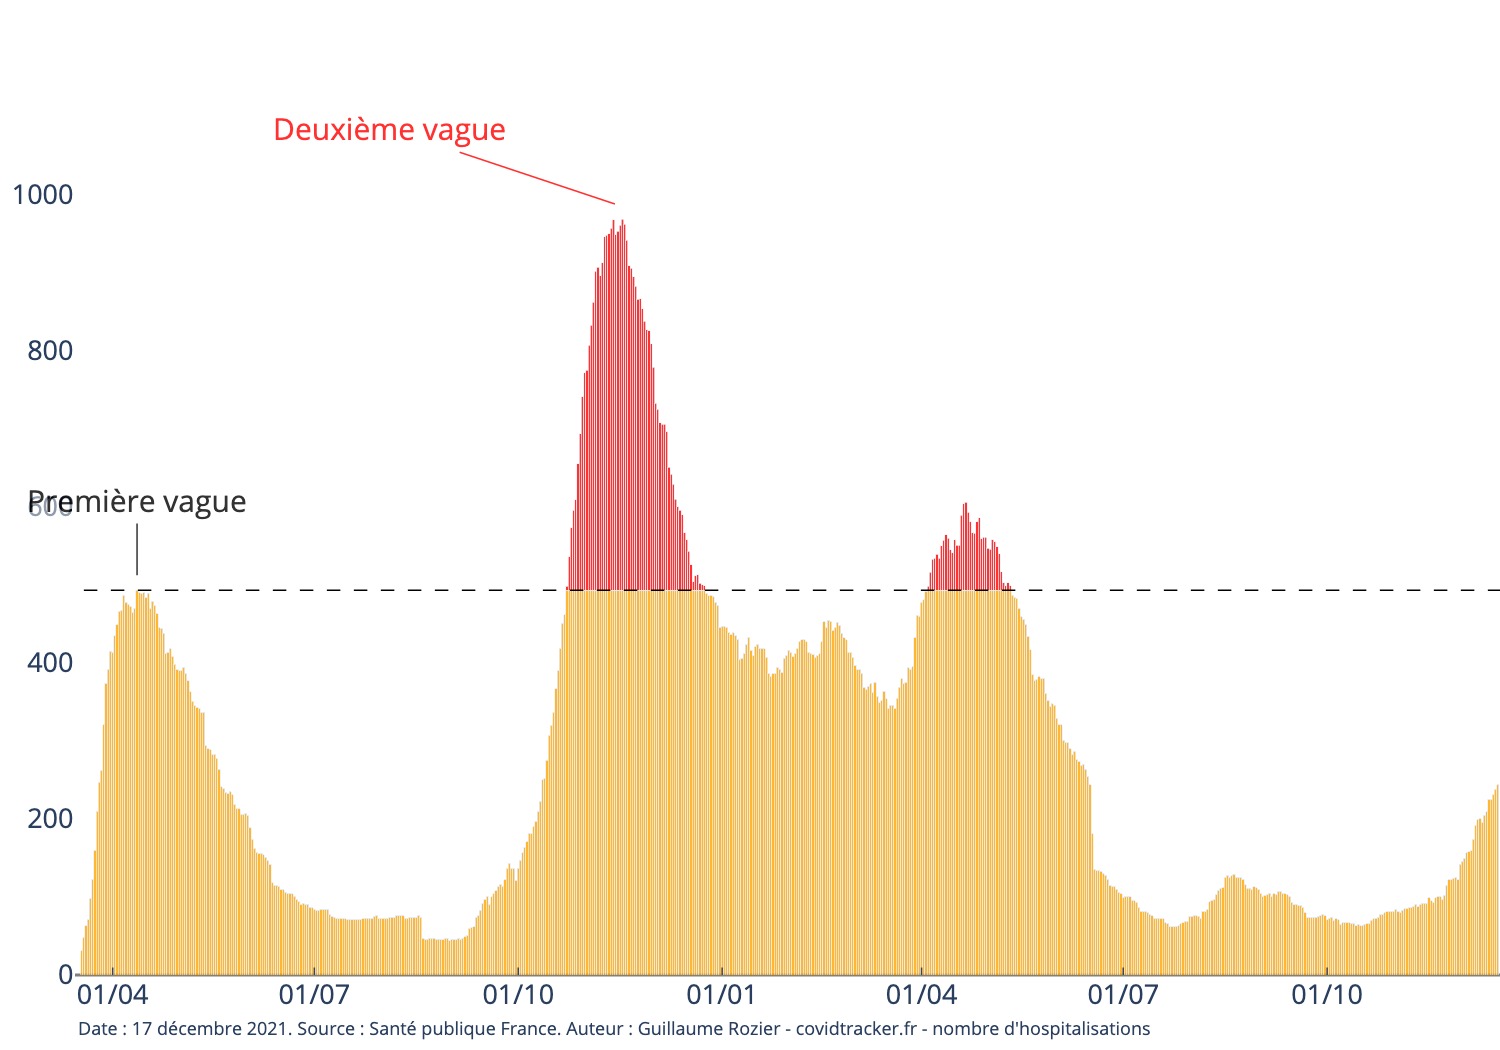 Deuxième vague
1000
800
Première vague
600
400
200
0
01/04 01/07 01/10 01/01 01/04 01/07 01/10
Date : 17 décembre 2021. Source : Santé publique France. Auteur : Guillaume Rozier - covidtracker.fr - nombre d'hospitalisations